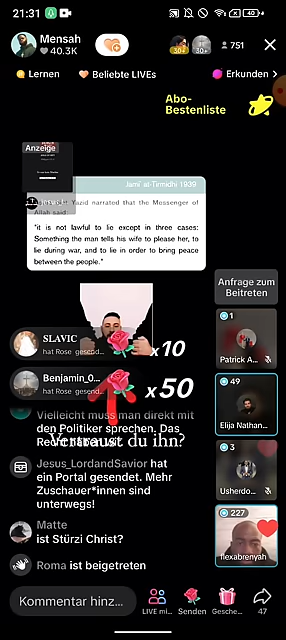 21:31
40
Mensah
40.3K
30+
30+
751
Lernen
Beliebte LIVEs
Erkunden
Abo-
Bestenliste
Anzeige
Jami` at-Tirmidhi 1939
Yazid narrated that the Messenger of
Allah said:
"it is not lawful to lie except in three cases:
Something the man tells his wife to please her, to
lie during war, and to lie in order to bring peace
between the people."
Anfrage zum
Beitreten
1
Patrick A...
49
Elija Nathan...
3
Usherdo...
227
flexabrenyah
SLAVIC
hat Rose gesend...
x10
Benjamin_0...
hat Rose gesend...
x50
Vielleicht muss man direkt mit
den Politiker sprechen. Das
Vertraust du ihn?
Jesus_LordandSavior hat
ein Portal gesendet. Mehr
Zuschauer*innen sind
unterwegs!
Matte
ist Stürzi Christ?
Roma ist beigetreten
Kommentar hinz...
LIVE mi...
Senden
Gesche...
47